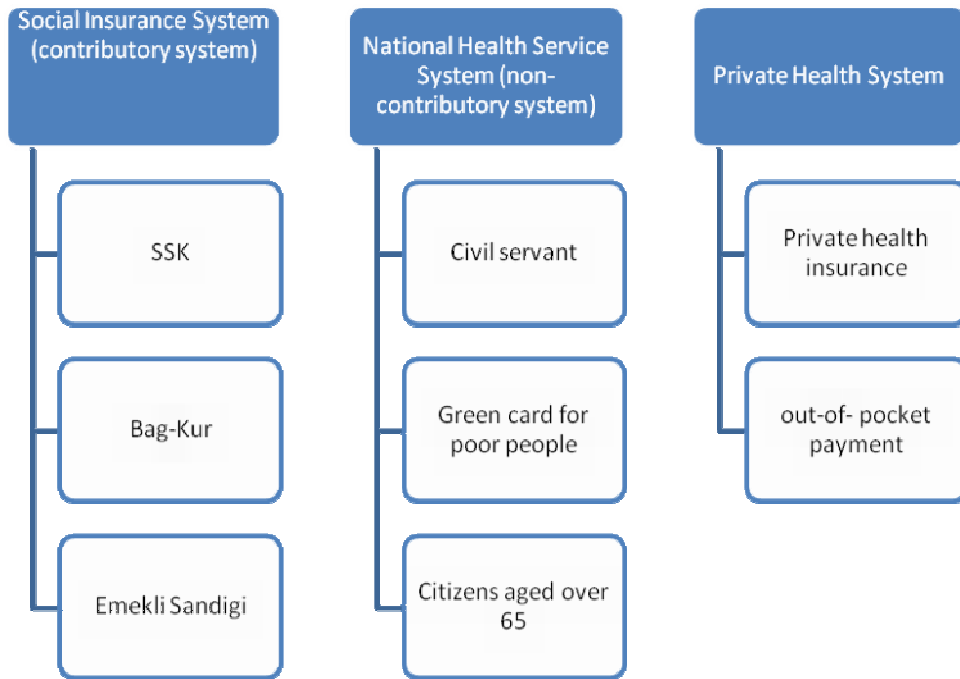 Social Insurance System
(contributory system)
SSK
Bag-Kur
Emekli Sandigi
National Health Service
System (non-
contributory system)
Civil servant
Green card for
poor people
Citizens aged over
65
Private Health System
Private health
insurance
out-of- pocket
payment